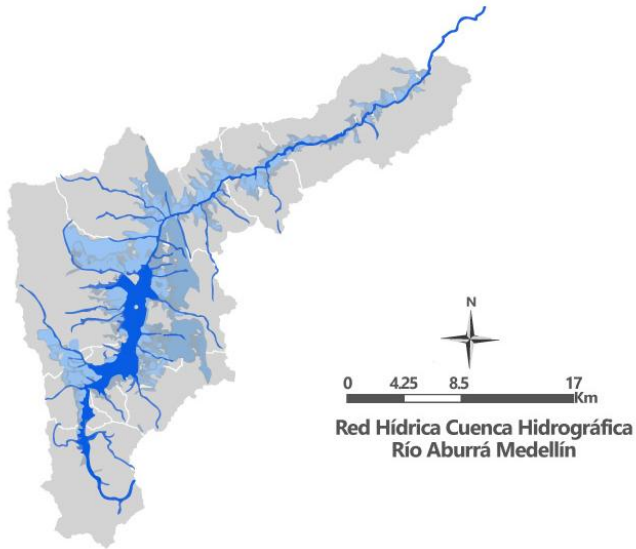 N
0 4.25 8.5 17
Km
Red Hídrica Cuenca Hidrográfica
Río Aburrá Medellín